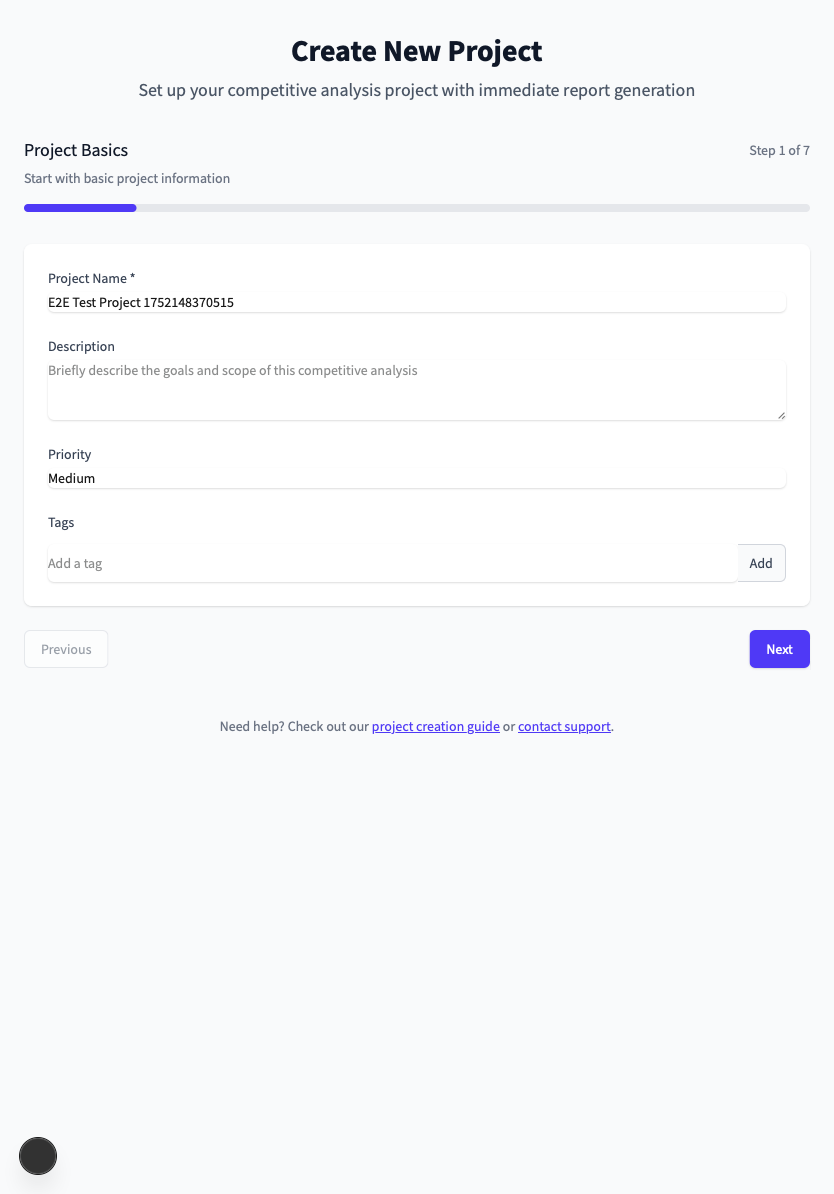 Create New Project
Set up your competitive analysis project with immediate report generation
Project Basics
Step 1 of 7
Start with basic project information
Project Name *
E2E Test Project 1752148370515
Description
Briefly describe the goals and scope of this competitive analysis
Priority
Medium
Tags
Add a tag
Add
Previous
Next
Need help? Check out our project creation guide or contact support.